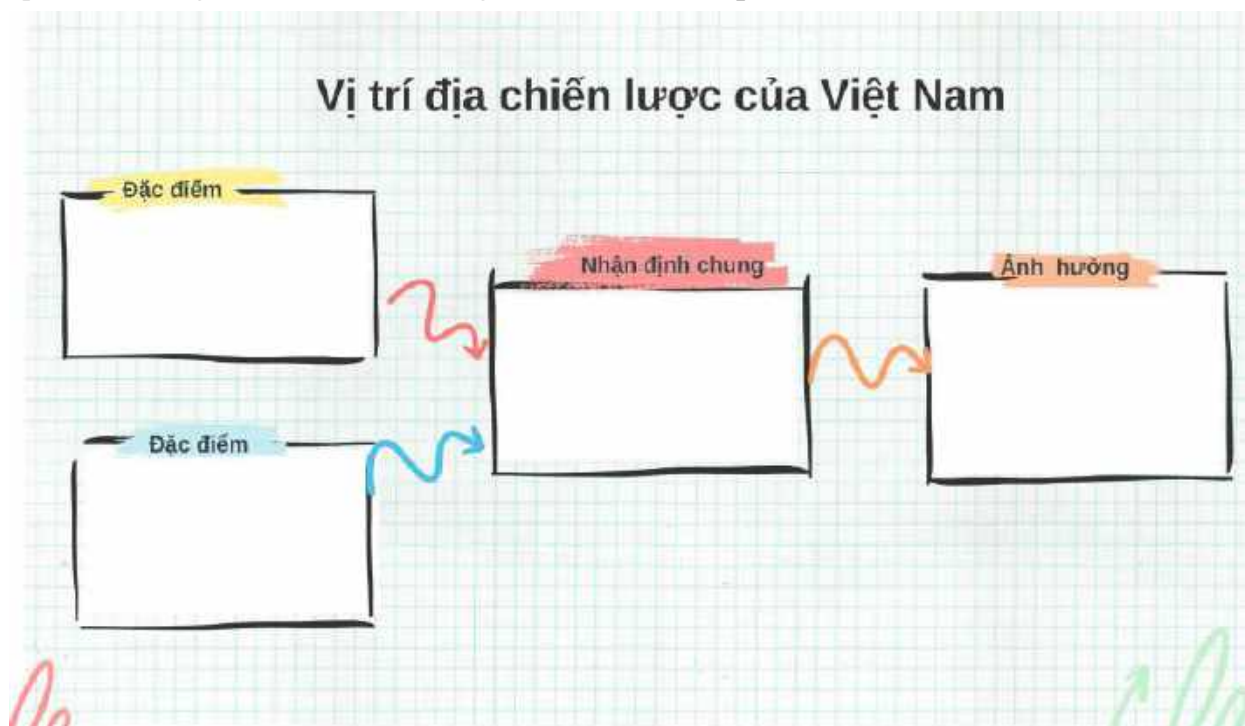 Vị trí địa chiến lược của Việt Nam
Đặc điểm
Nhận định chung
Ảnh hưởng
Đặc điểm